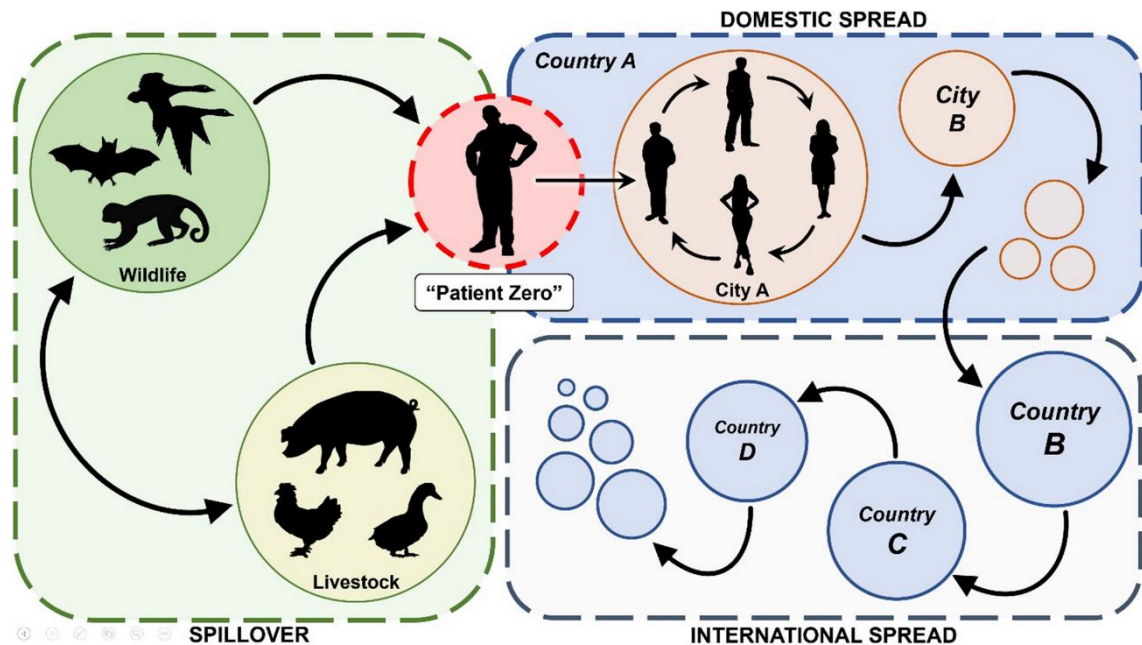 DOMESTIC SPREAD
Country A
City
B
Wildlife
"Patient Zero"
City A
Country
B
Country
D
Country
C
Livestock
SPILLOVER
INTERNATIONAL SPREAD